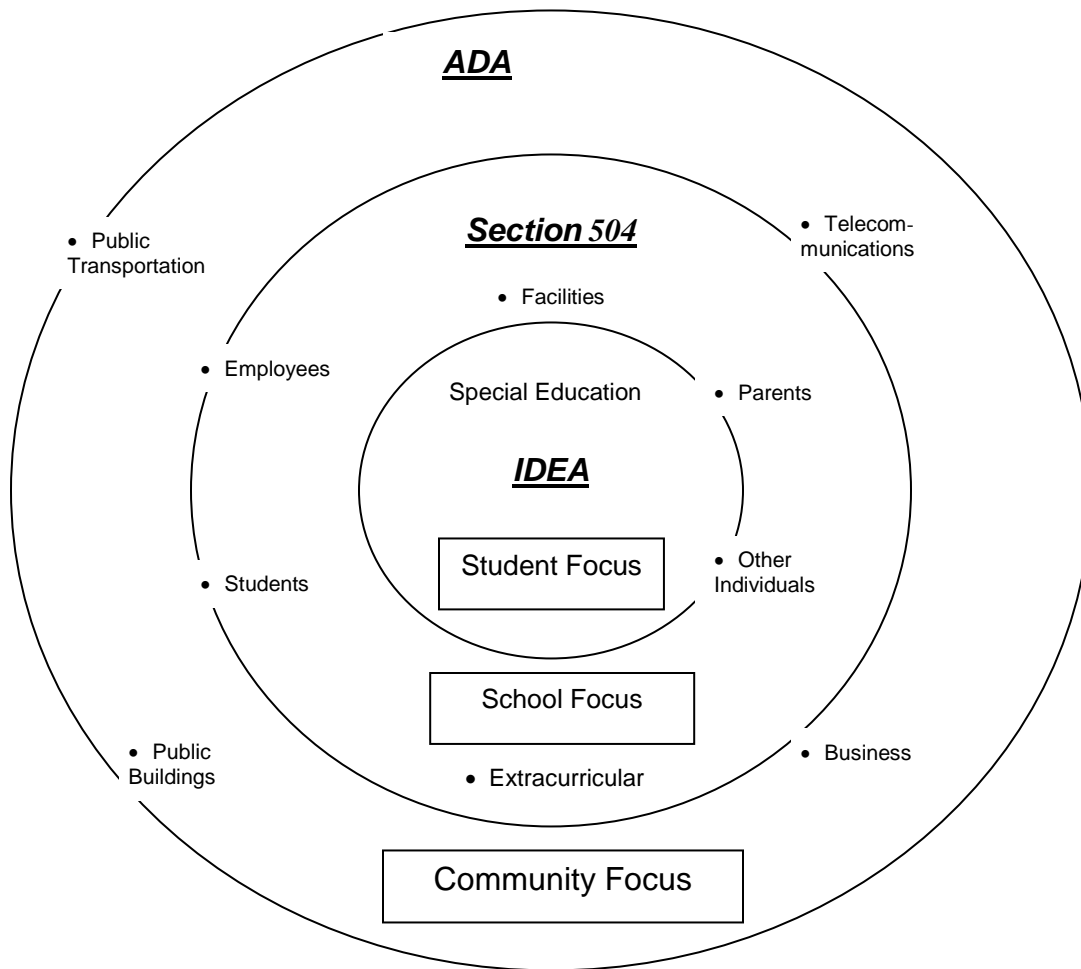 ADA
Section 504
• Public
Transportation
• Telecom-
munications
• Facilities
• Employees
Special Education
• Parents
IDEA
Student Focus
• Other
Individuals
• Students
School Focus
• Public
Buildings
• Business
• Extracurricular
Community Focus